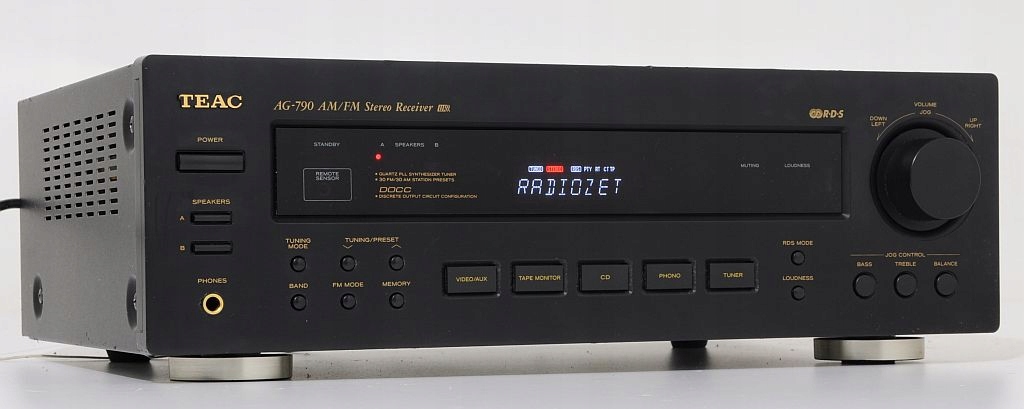 TEAC
AG-790 AM/FM Stereo Receiver
R·D·S
POWER
STANDBY
A SPEAKERS B
REMOTE
SENSOR
• QUARTZ PLL SYNTHESIZER TUNER
• 30 FM/30 AM STATION PRESETS
DOCC
• DISCRETE OUTPUT CIRCUIT CONFIGURATION
PTY RT CT TP
RADIOZET
MUTING
LOUDNESS
VOLUME
JOG
DOWN
LEFT
UP
RIGHT
SPEAKERS
A
B
PHONES
TUNING
MODE
TUNING/PRESET
BAND
FM MODE
MEMORY
VIDEO/AUX
TAPE MONITOR
CD
PHONO
TUNER
RDS MODE
LOUDNESS
JOG CONTROL
BASS
TREBLE
BALANCE